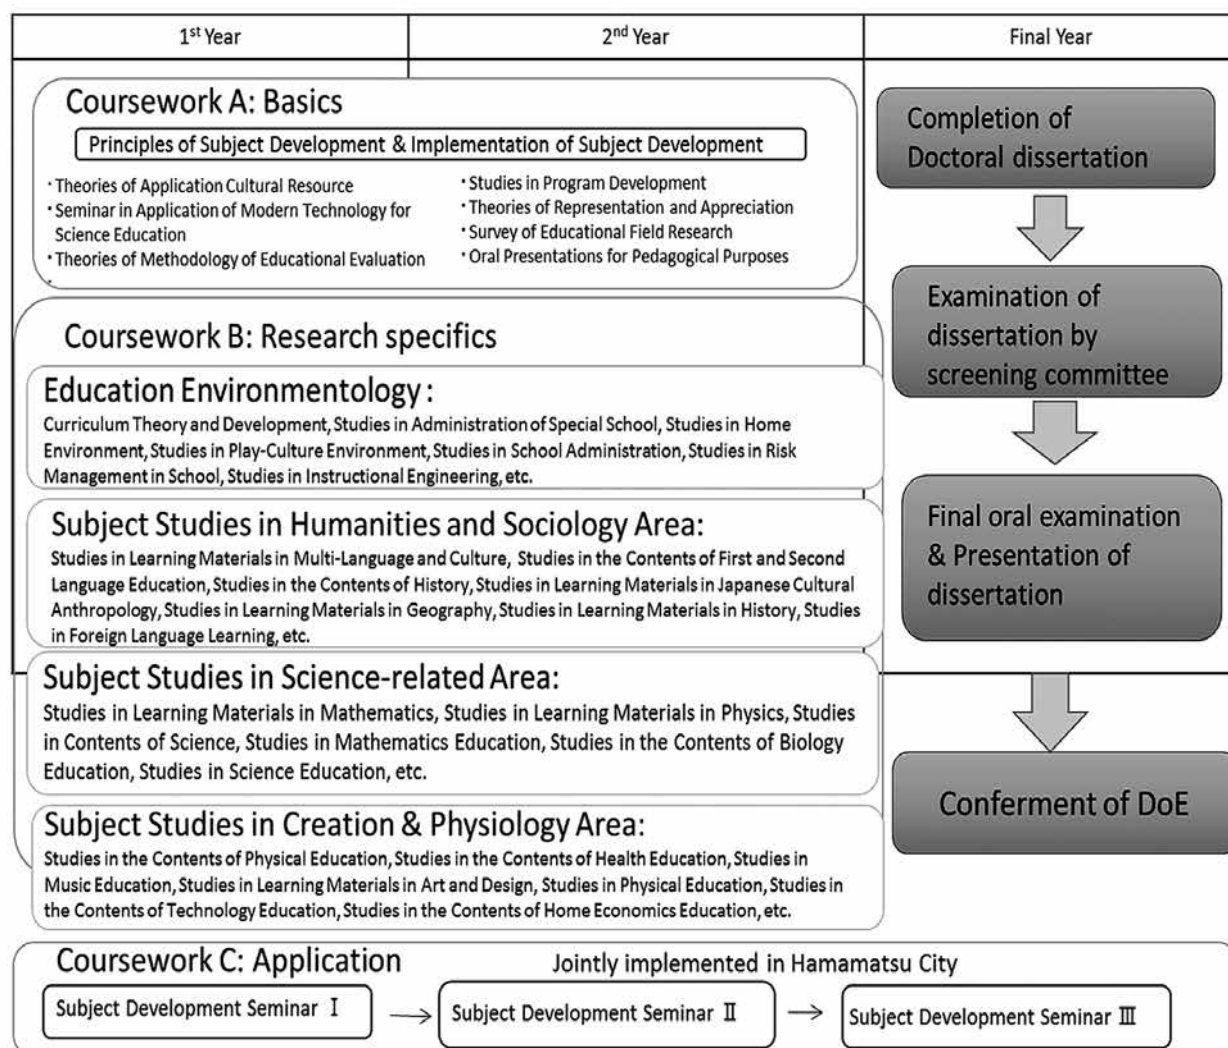 1st Year
2nd Year
Final Year
Coursework A: Basics
Principles of Subject Development & Implementation of Subject Development
・Theories of Application Cultural Resource
・Seminar in Application of Modern Technology for
Science Education
・Theories of Methodology of Educational Evaluation
・
・Studies in Program Development
・Theories of Representation and Appreciation
・Survey of Educational Field Research
・Oral Presentations for Pedagogical Purposes
Coursework B: Research specifics
Education Environmentology :
Curriculum Theory and Development, Studies in Administration of Special School, Studies in Home
Environment, Studies in Play-Culture Environment, Studies in School Administration, Studies in Risk
Management in School, Studies in Instructional Engineering, etc.
Subject Studies in Humanities and Sociology Area:
Studies in Learning Materials in Multi-Language and Culture, Studies in the Contents of First and Second
Language Education, Studies in the Contents of History, Studies in Learning Materials in Japanese Cultural
Anthropology, Studies in Learning Materials in Geography, Studies in Learning Materials in History, Studies
in Foreign Language Learning, etc.
Subject Studies in Science-related Area:
Studies in Learning Materials in Mathematics, Studies in Learning Materials in Physics, Studies
in Contents of Science, Studies in Mathematics Education, Studies in the Contents of Biology
Education, Studies in Science Education, etc.
Subject Studies in Creation & Physiology Area:
Studies in the Contents of Physical Education, Studies in the Contents of Health Education, Studies in
Music Education, Studies in Learning Materials in Art and Design, Studies in Physical Education, Studies in
the Contents of Technology Education, Studies in the Contents of Home Economics Education, etc.
Completion of
Doctoral dissertation
Examination of
dissertation by
screening committee
Final oral examination
& Presentation of
dissertation
Conferment of DoE
Coursework C: Application
Jointly implemented in Hamamatsu City
Subject Development Seminar Ⅰ
Subject Development Seminar Ⅱ
Subject Development Seminar Ⅲ